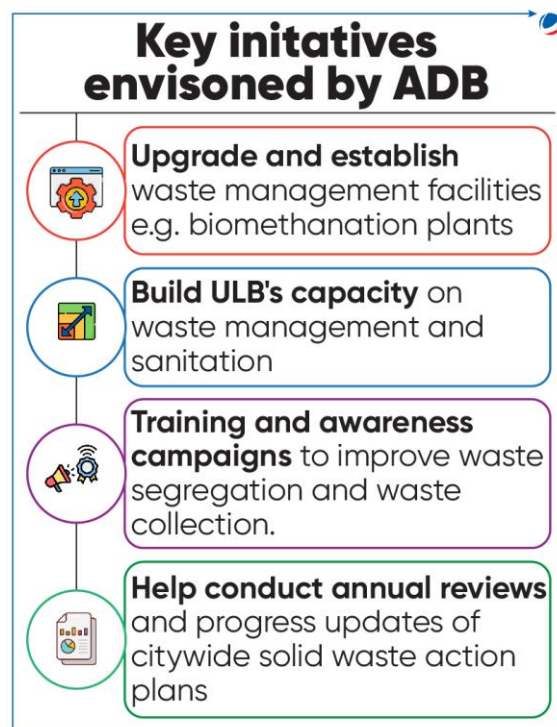 Key initatives
envisoned by ADB
Upgrade and establish
waste management facilities
e.g. biomethanation plants
Build ULB's capacity on
waste management and
sanitation
Training and awareness
campaigns to improve waste
segregation and waste
collection.
Help conduct annual reviews
and progress updates of
citywide solid waste action
plans